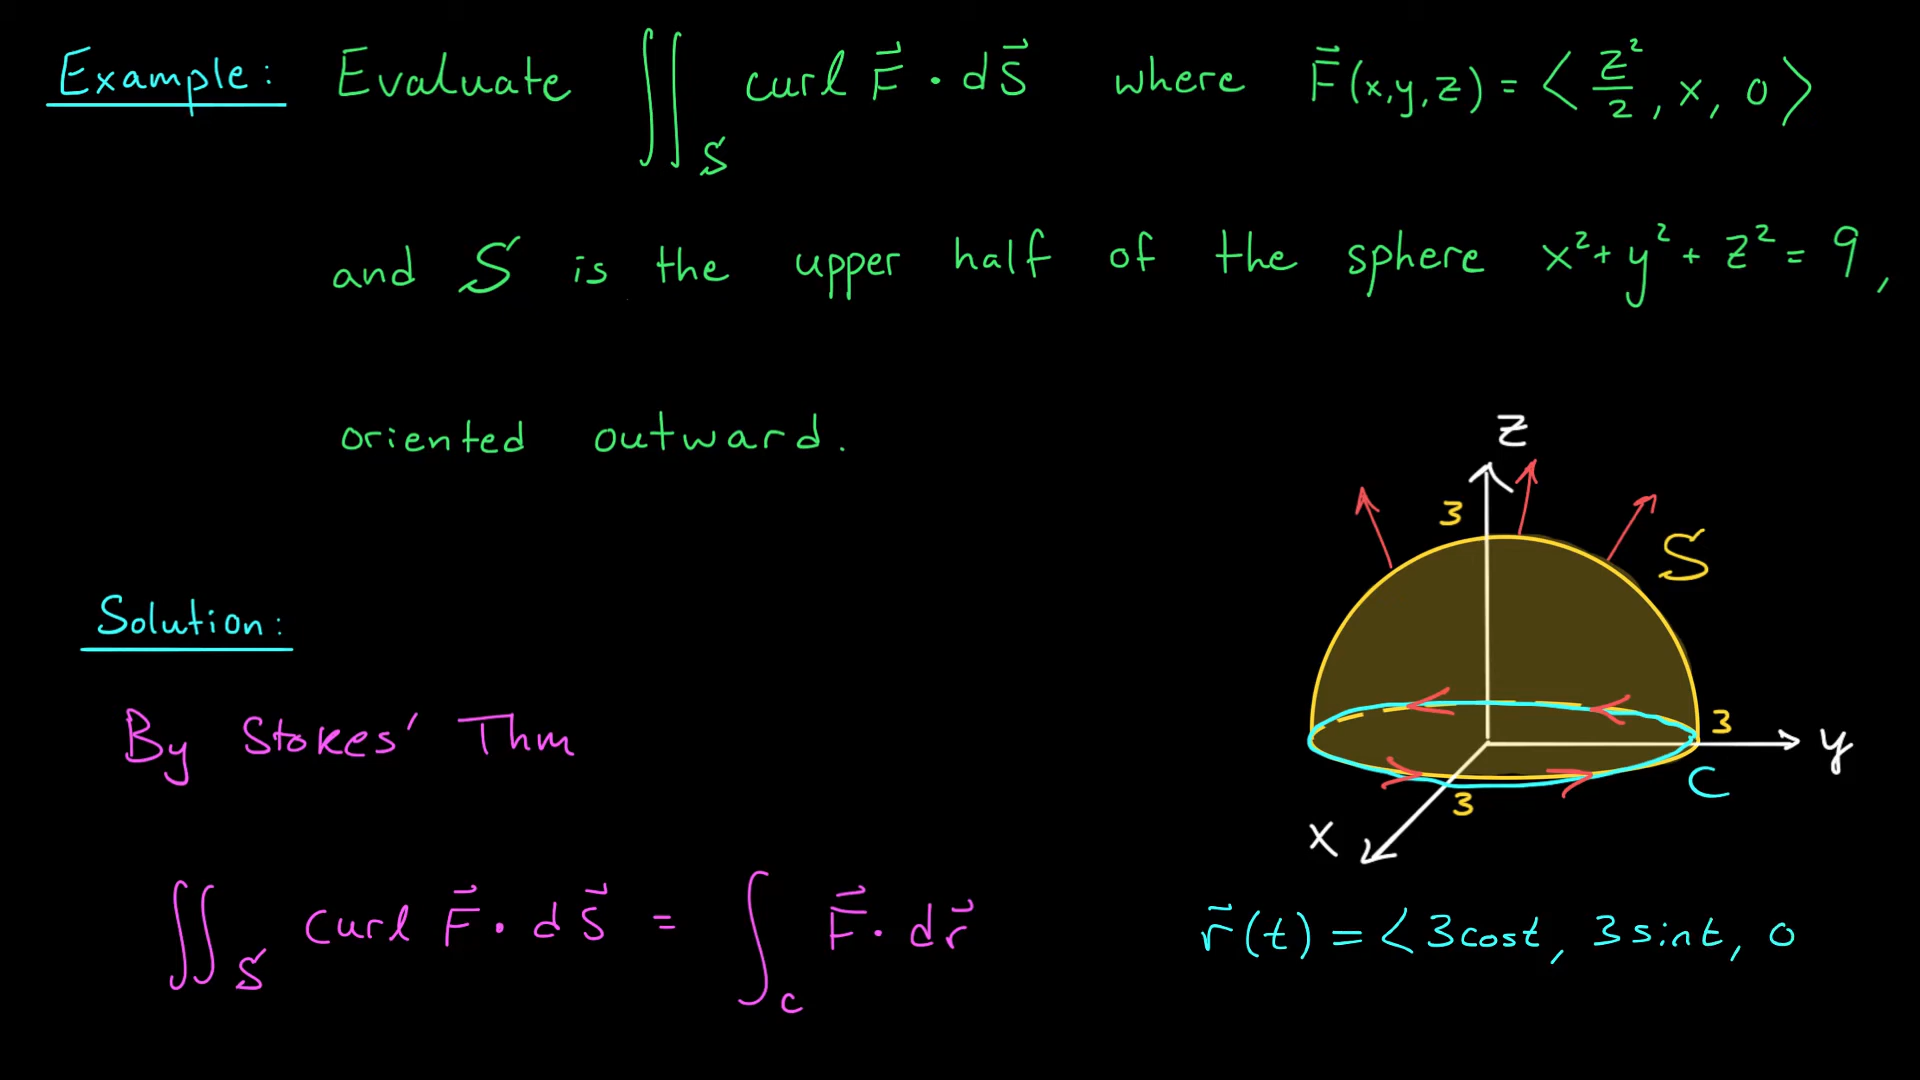 Example: Evaluate ∬_S curl F⃗ · dS⃗ where F⃗(x,y,z) = ⟨z²/2, x, 0⟩
and S is the upper half of the sphere x² + y² + z² = 9,
oriented outward.
z
3
S
Solution:
By Stokes' Thm
3
y
C
3
x
∬_S curl F⃗ · dS⃗ = ∫_C F⃗ · dr⃗
r⃗(t) = ⟨3cost, 3sint, 0